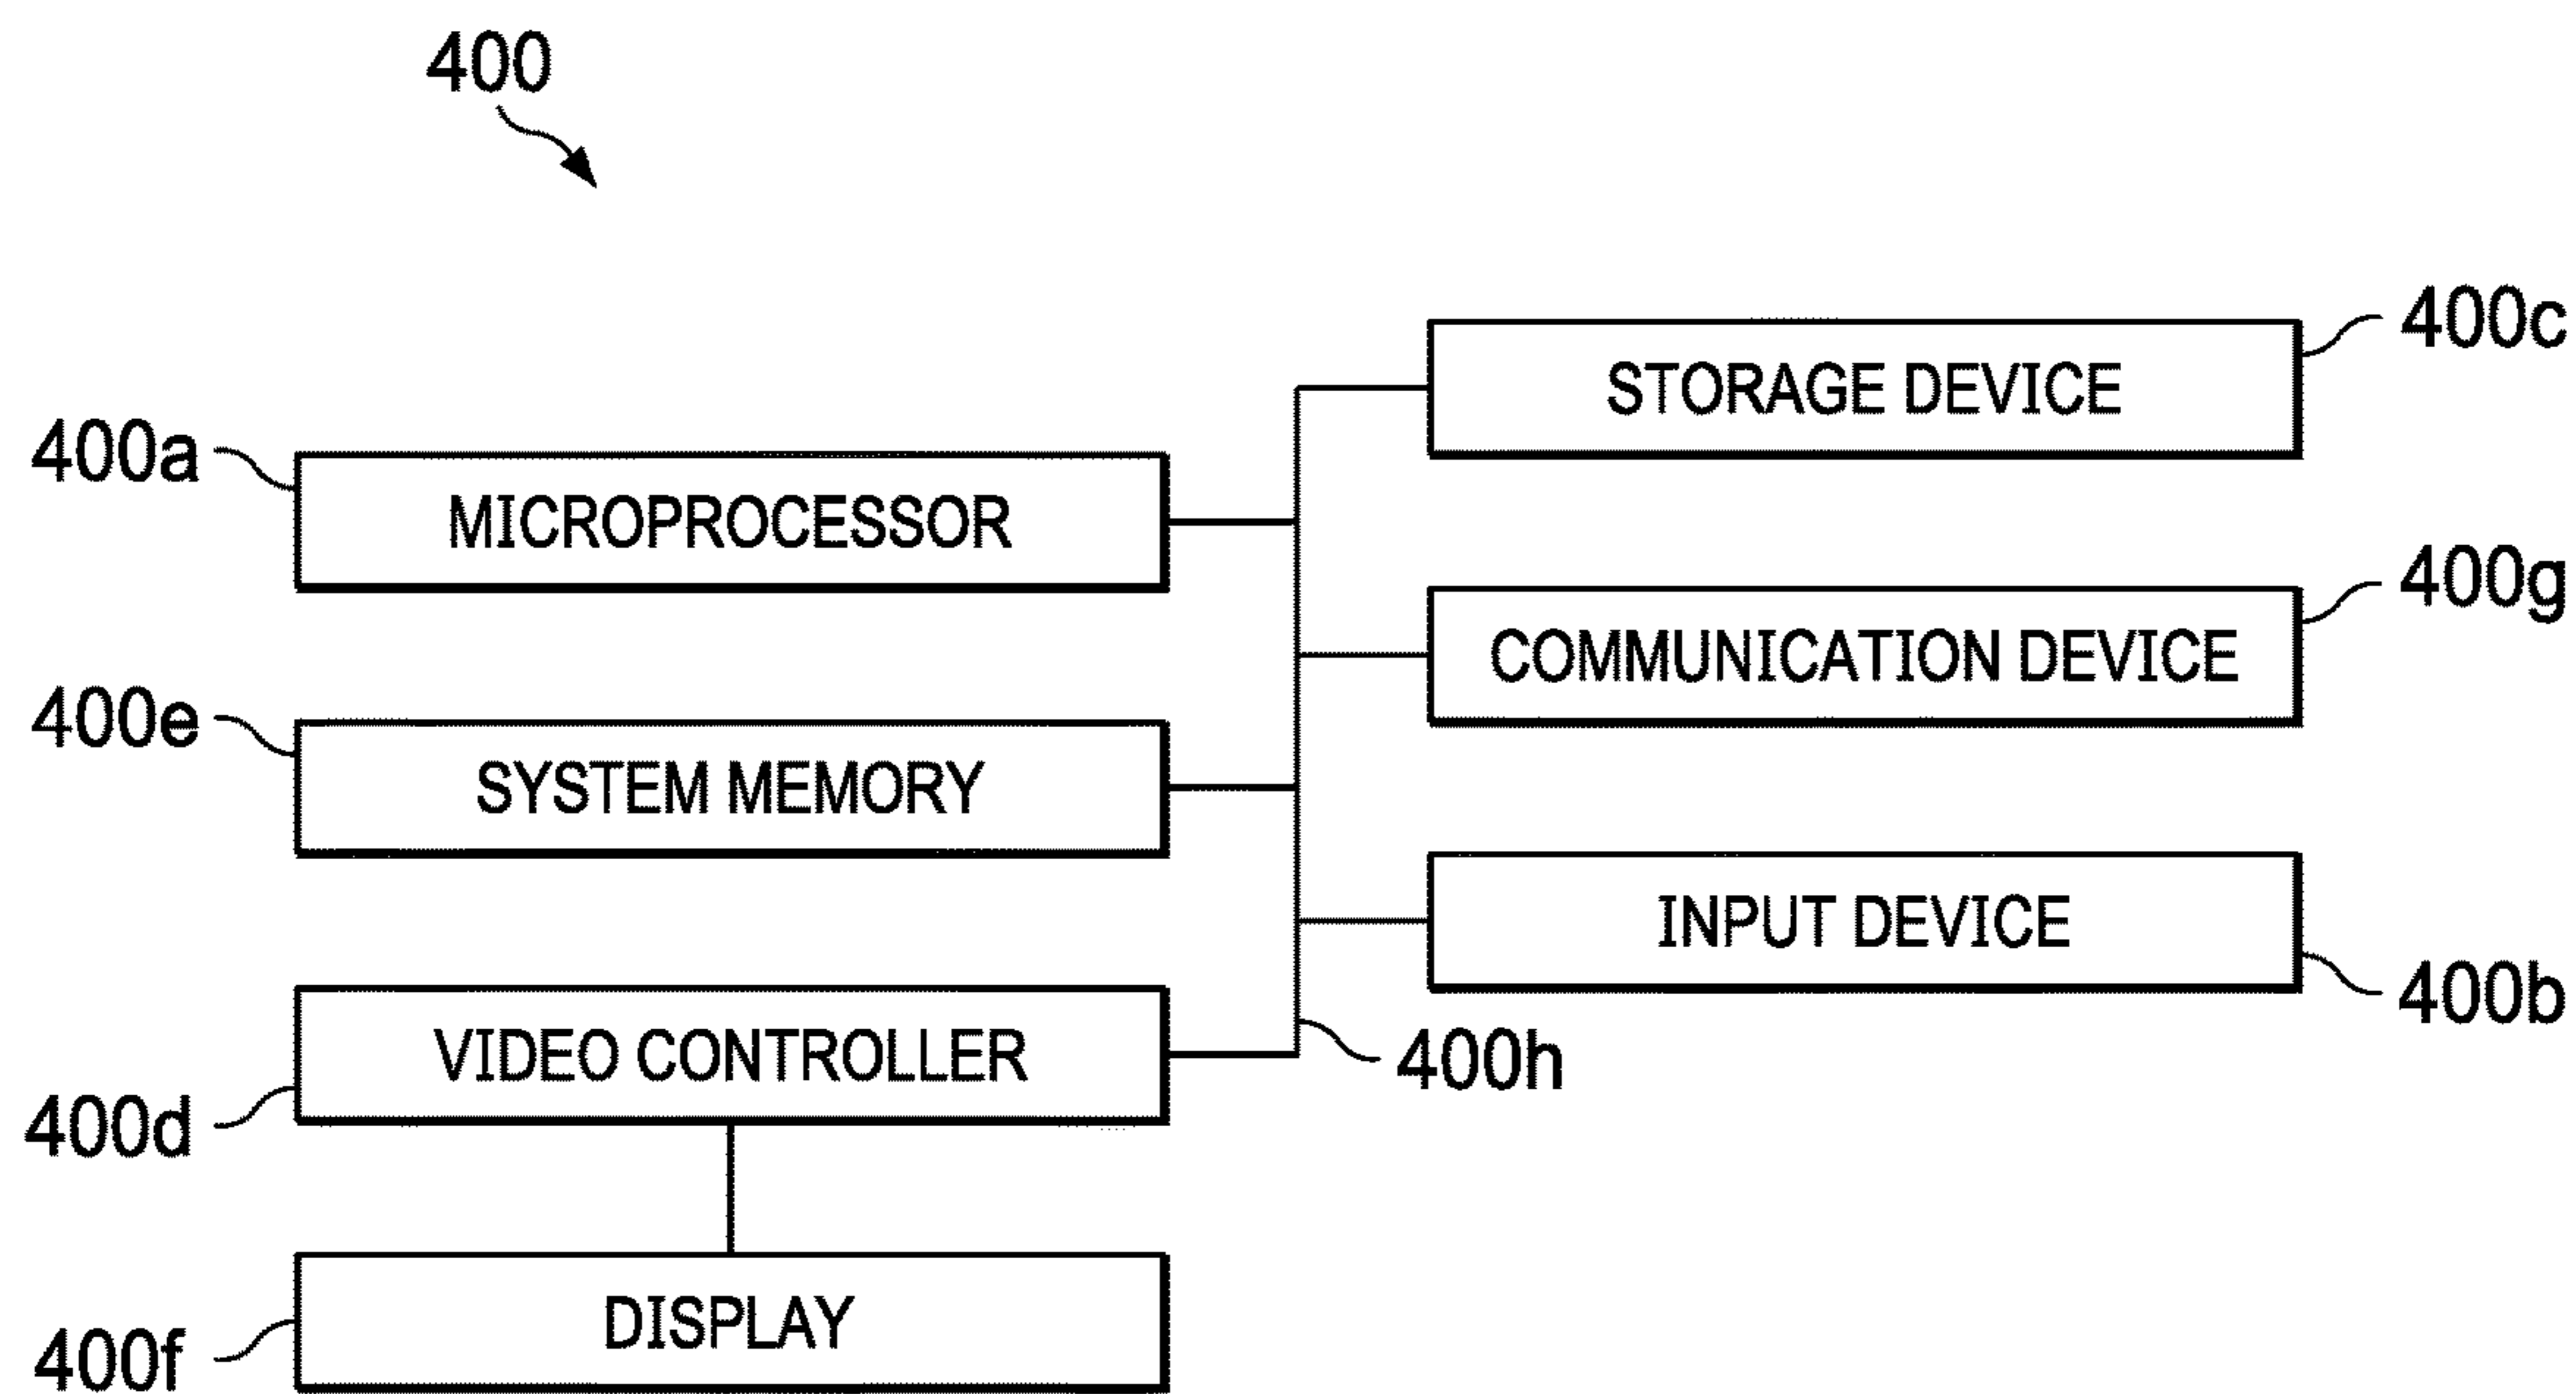 400
400c
STORAGE DEVICE
400a
MICROPROCESSOR
400g
COMMUNICATION DEVICE
400e
SYSTEM MEMORY
INPUT DEVICE
400b
VIDEO CONTROLLER
400h
400d
DISPLAY
400f